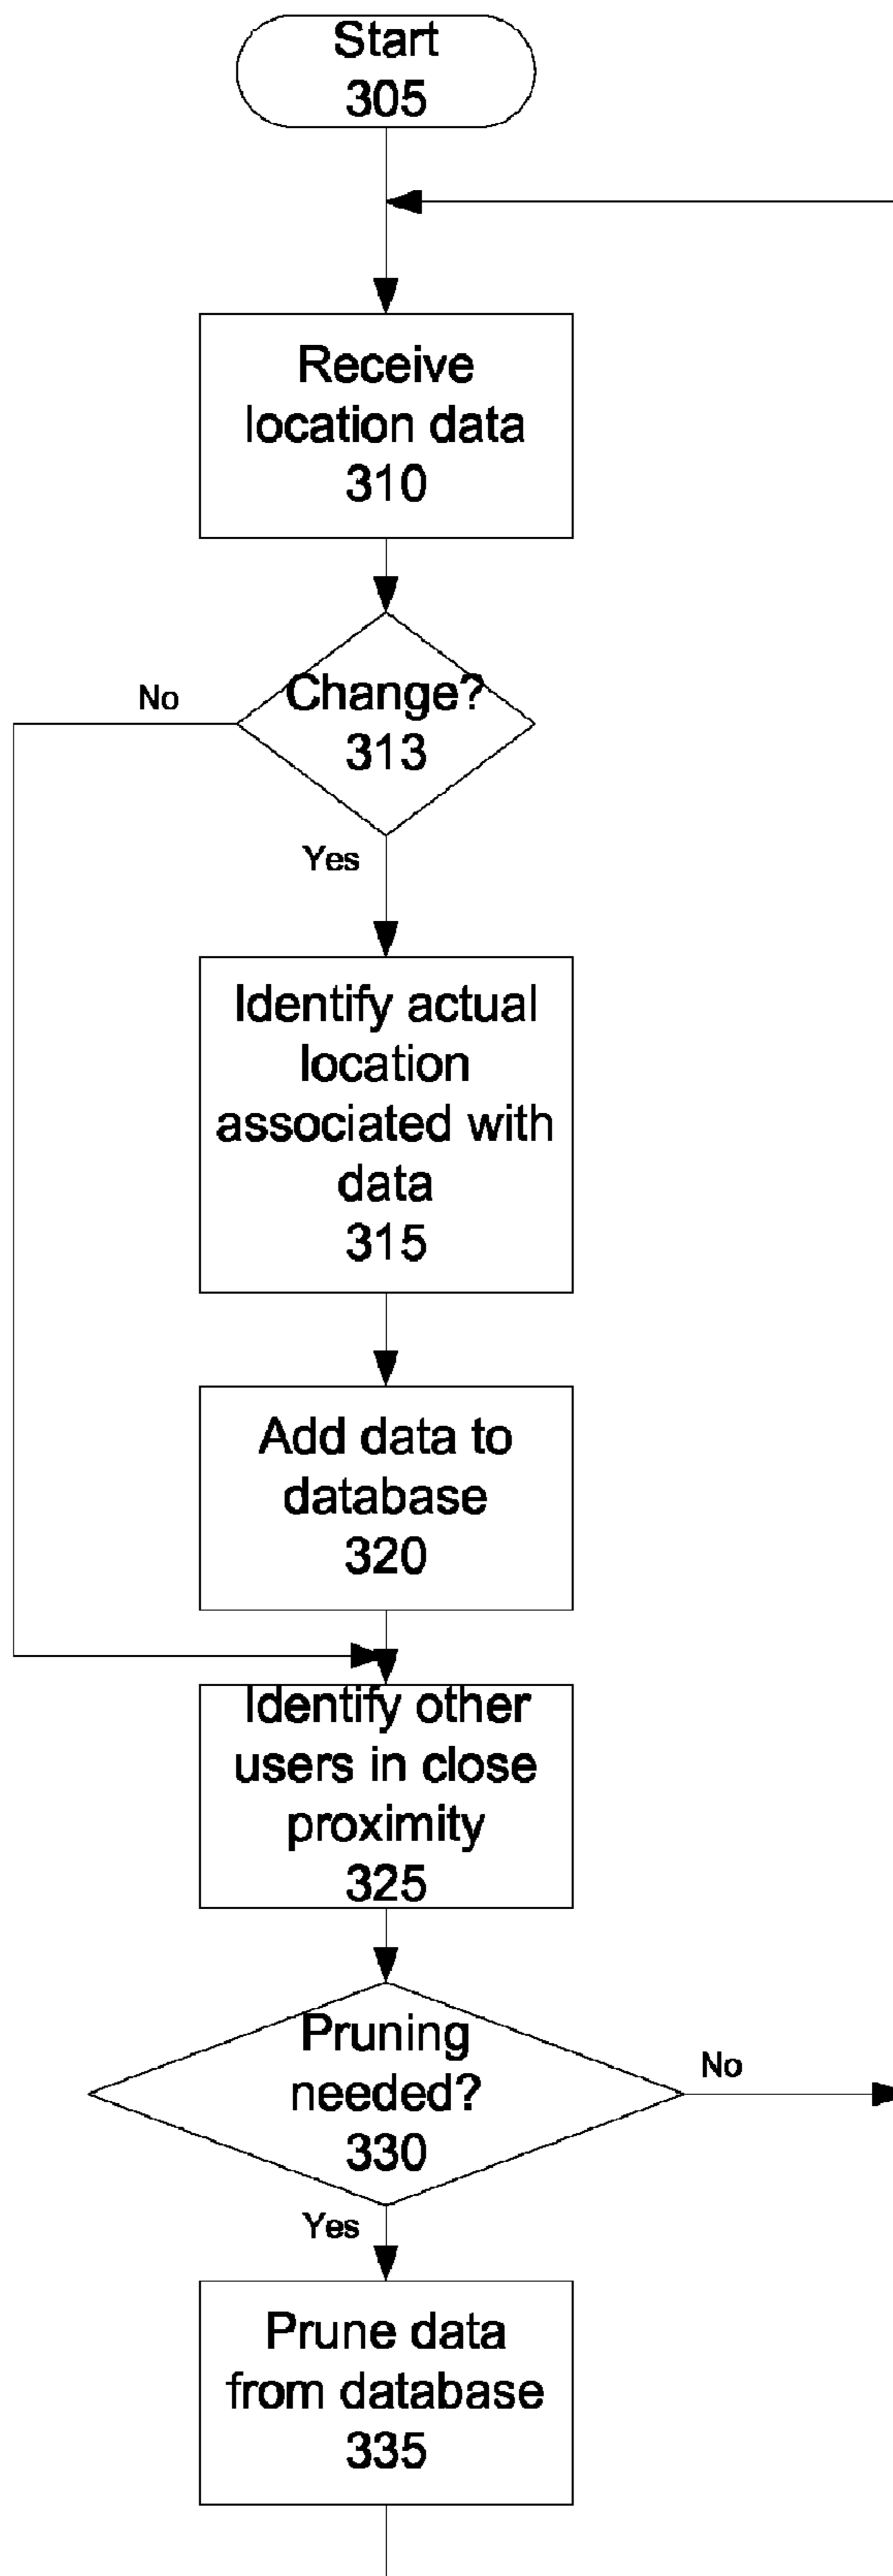 Start
305
Receive
location data
310
Change?
313
No
Yes
Identify actual
location
associated with
data
315
Add data to
database
320
Identify other
users in close
proximity
325
Pruning
needed?
330
No
Yes
Prune data
from database
335